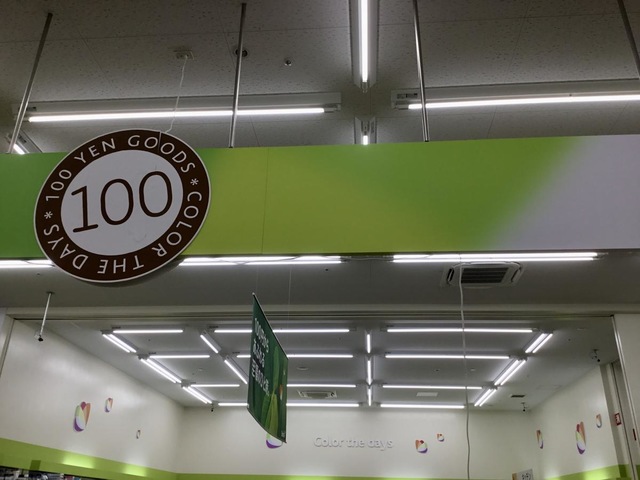 100 YEN GOODS
* COLOR THE DAYS *
100
Color the days